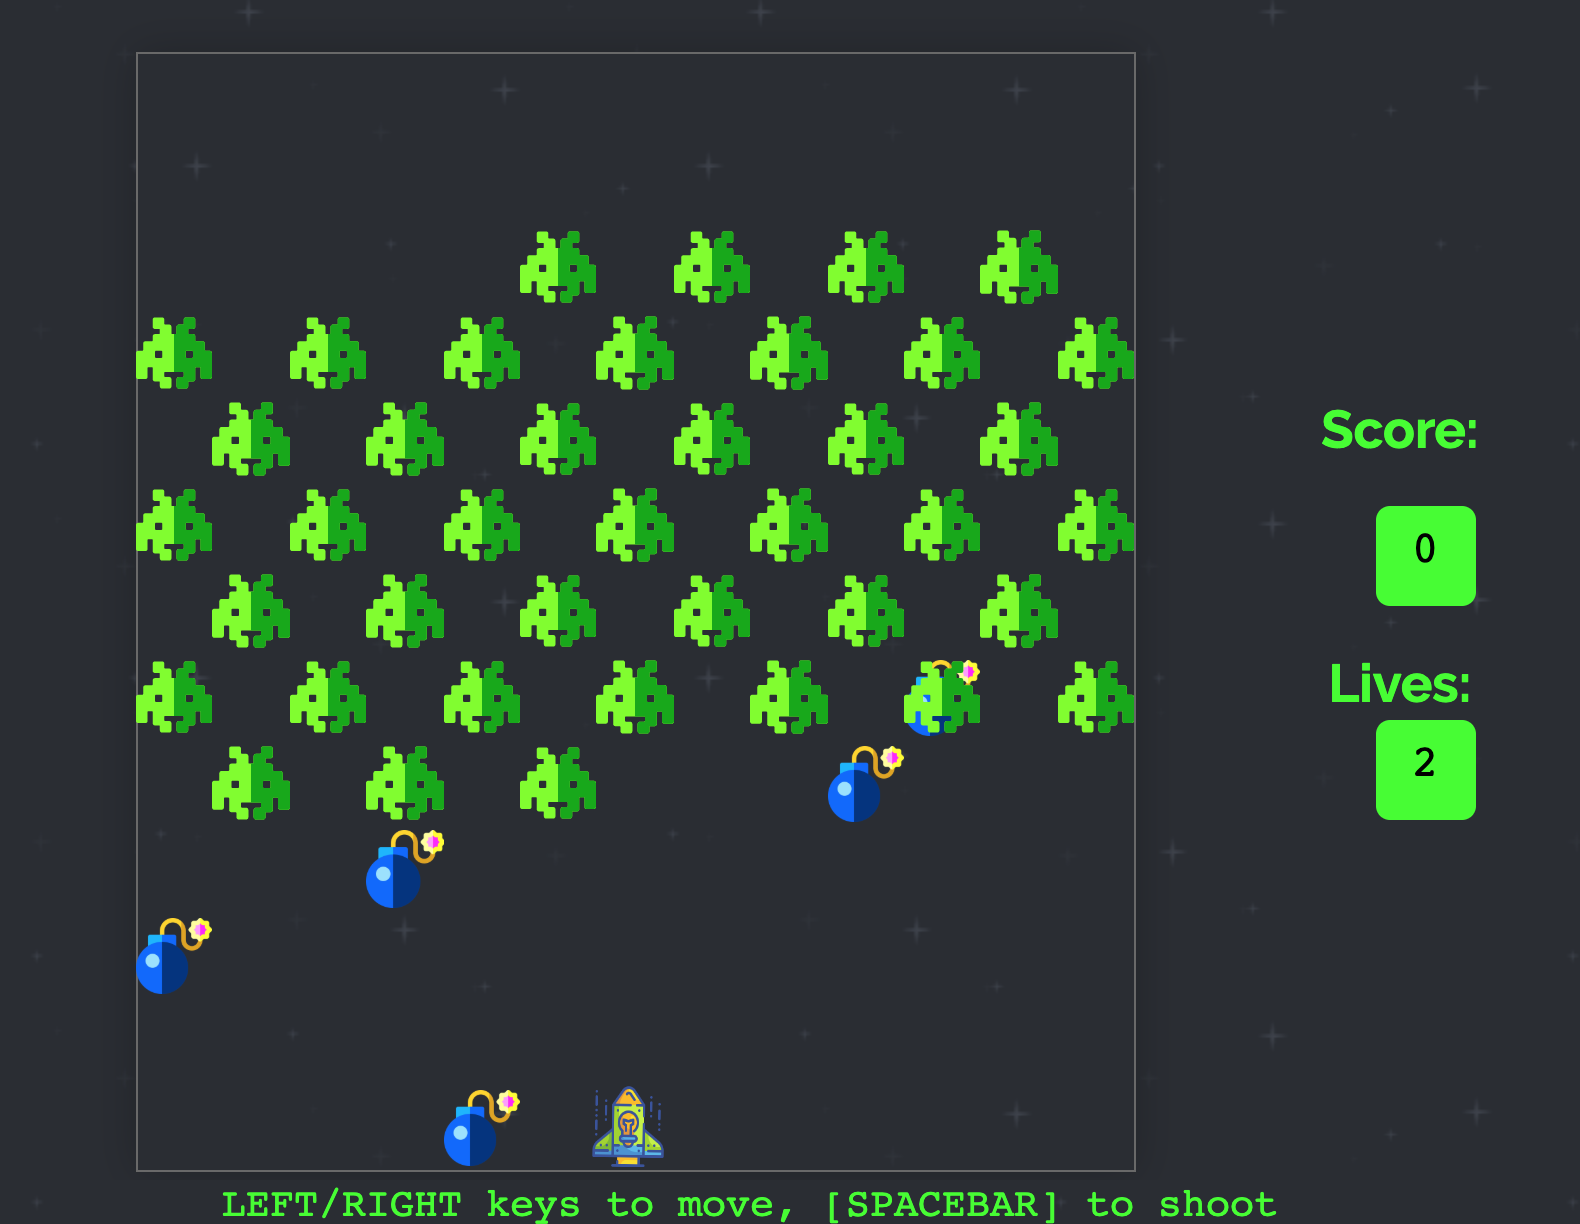 Score:
0
Lives:
2
LEFT/RIGHT keys to move, [SPACEBAR] to shoot